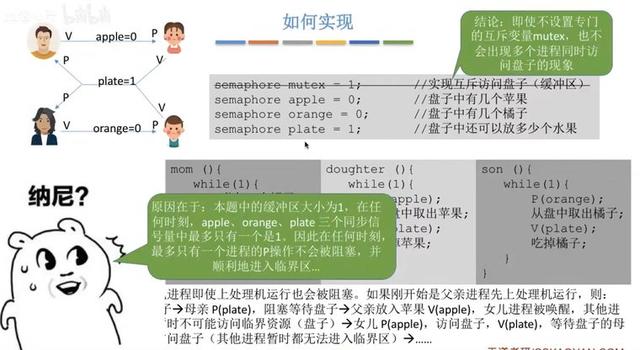 如何实现
V apple=0 V
P P
plate=1
P V
V orange=0 P
结论：即使不设置专门
的互斥变量mutex，也不
会出现多个进程同时访
问盘子的现象
semaphore mutex = 1; //实现互斥访问盘子（缓冲区）
semaphore apple = 0; //盘子中有几个苹果
semaphore orange = 0; //盘子中有几个橘子
semaphore plate = 1; //盘子中还可以放多少个水果
mom (){
while(1){
doughter (){
while(1){
apple);
中取出苹果;
late);
苹果;
son (){
while(1){
P(orange);
从盘中取出橘子;
V(plate);
吃掉橘子;
}
纳尼?
原因在于：本题中的缓冲区大小为1，在任
何时刻，apple、orange、plate 三个同步信
号量中最多只有一个是1。因此在任何时刻，
最多只有一个进程的P操作不会被阻塞，并
顺利地进入临界区…
进程即使上处理机运行也会被阻塞。如果刚开始是父亲进程先上处理机运行，则：
子→母亲 P(plate)，阻塞等待盘子→父亲放入苹果 V(apple)，女儿进程被唤醒，其他进
时不可能访问临界资源（盘子）→女儿 P(apple)，访问盘子，V(plate)，等待盘子的母
问盘子（其他进程暂时都无法进入临界区）→……